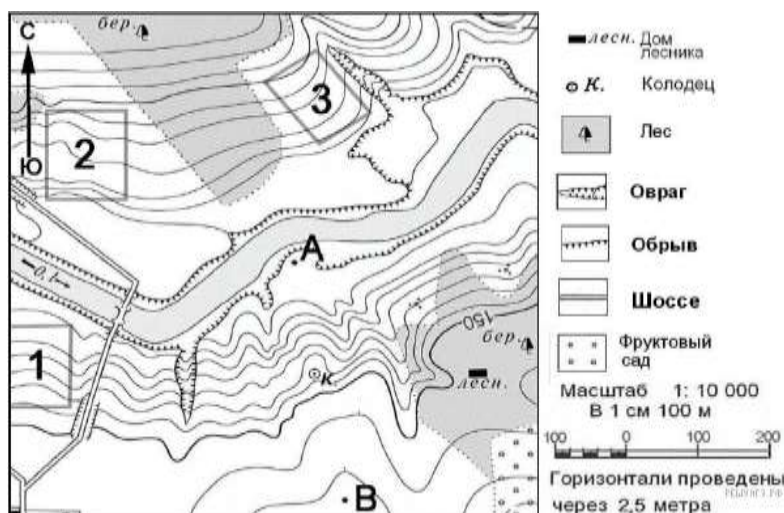 С
Ю
бер.
3
2
А
0,1
1
150
бер.
лесн.
К.
В
лесн. Дом
лесника
К. Колодец
Лес
Овраг
Обрыв
Шоссе
Фруктовый
сад
Масштаб 1: 10 000
В 1 см 100 м
100 0 100 200
Горизонтали проведены
через 2,5 метра